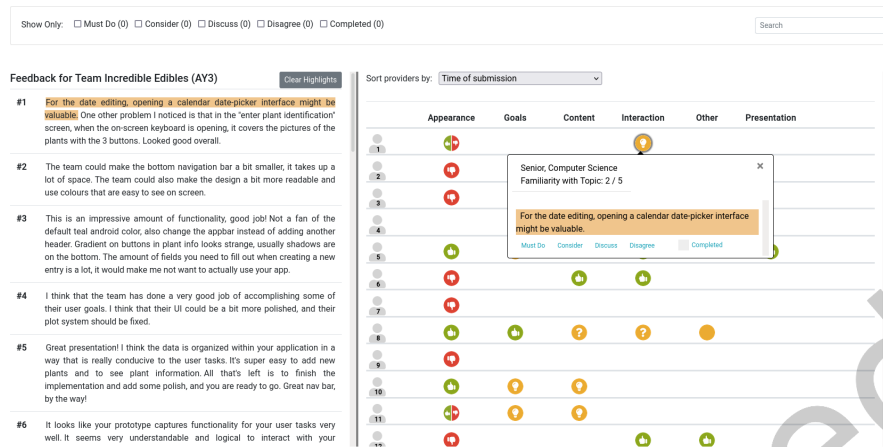 Show Only: Must Do (0) Consider (0) Discuss (0) Disagree (0) Completed (0)
Search
Feedback for Team Incredible Edibles (AY3)
Clear Highlights
#1 For the date editing, opening a calendar date-picker interface might be
valuable. One other problem I noticed is that in the "enter plant identification"
screen, when the on-screen keyboard is opening, it covers the pictures of the
plants with the 3 buttons. Looked good overall.
#2 The team could make the bottom navigation bar a bit smaller, it takes up a
lot of space. The team could also make the design a bit more readable and
use colours that are easy to see on screen.
#3 This is an impressive amount of functionality, good job! Not a fan of the
default teal android color, also change the appbar instead of adding another
header. Gradient on buttons in plant info looks strange, usually shadows are
on the bottom. The amount of fields you need to fill out when creating a new
entry is a lot, it would make me not want to actually use your app.
#4 I think that the team has done a very good job of accomplishing some of
their user goals. I think that their UI could be a bit more polished, and their
plot system should be fixed.
#5 Great presentation! I think the data is organized within your application in a
way that is really conducive to the user tasks. It's super easy to add new
plants and to see plant information. All that's left is to finish the
implementation and add some polish, and you are ready to go. Great nav bar,
by the way!
#6 It looks like your prototype captures functionality for your user tasks very
well. It seems very understandable and logical to interact with your
Sort providers by: Time of submission
Appearance Goals Content Interaction Other Presentation
1
2
3
4
5
6
7
8
? ?
9
10
11
12
Senior, Computer Science ×
Familiarity with Topic: 2 / 5
For the date editing, opening a calendar date-picker interface
might be valuable.
Must Do Consider Discuss Disagree Completed